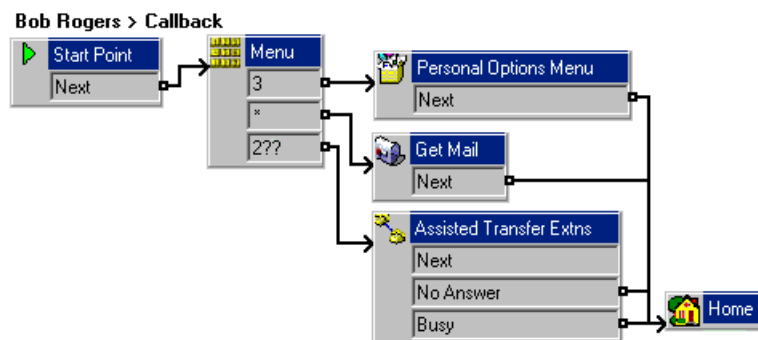 Bob Rogers > Callback
Start Point
Next
Menu
3
*
2??
Personal Options Menu
Next
Get Mail
Next
Assisted Transfer Extns
Next
No Answer
Busy
Home